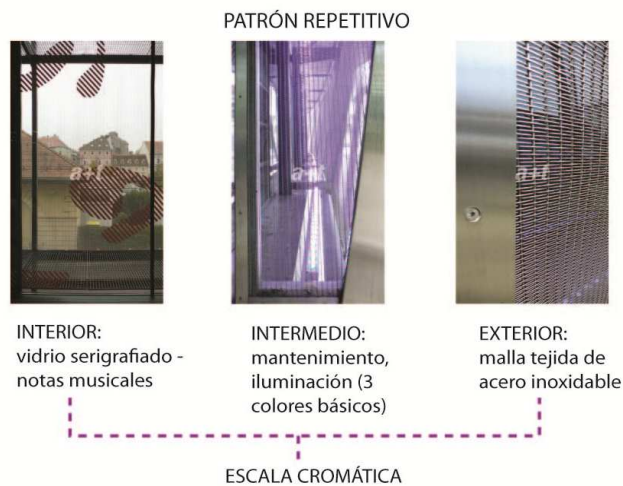 PATRÓN REPETITIVO
a+t
a+t
a+t
INTERIOR:
vidrio serigrafiado -
notas musicales
INTERMEDIO:
mantenimiento,
iluminación (3
colores básicos)
EXTERIOR:
malla tejida de
acero inoxidable
ESCALA CROMÁTICA